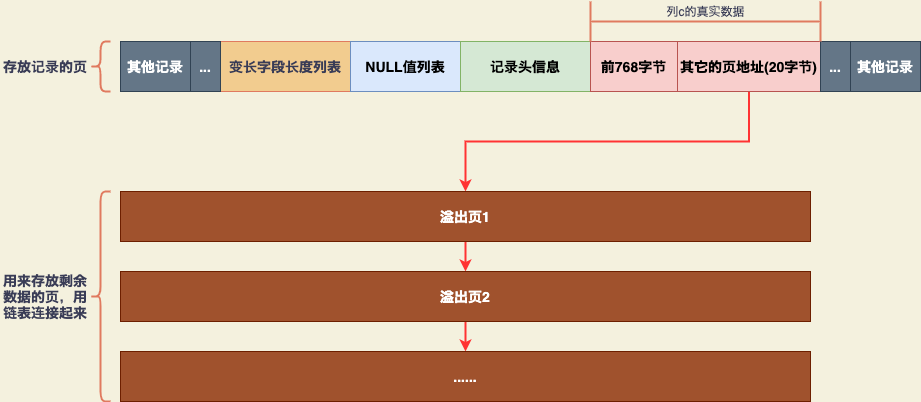 列c的真实数据
存放记录的页
其他记录
...
变长字段长度列表
NULL值列表
记录头信息
前768字节
其它的页地址(20字节)
...
其他记录
溢出页1
用来存放剩余
数据的页，用
链表连接起来
溢出页2
......